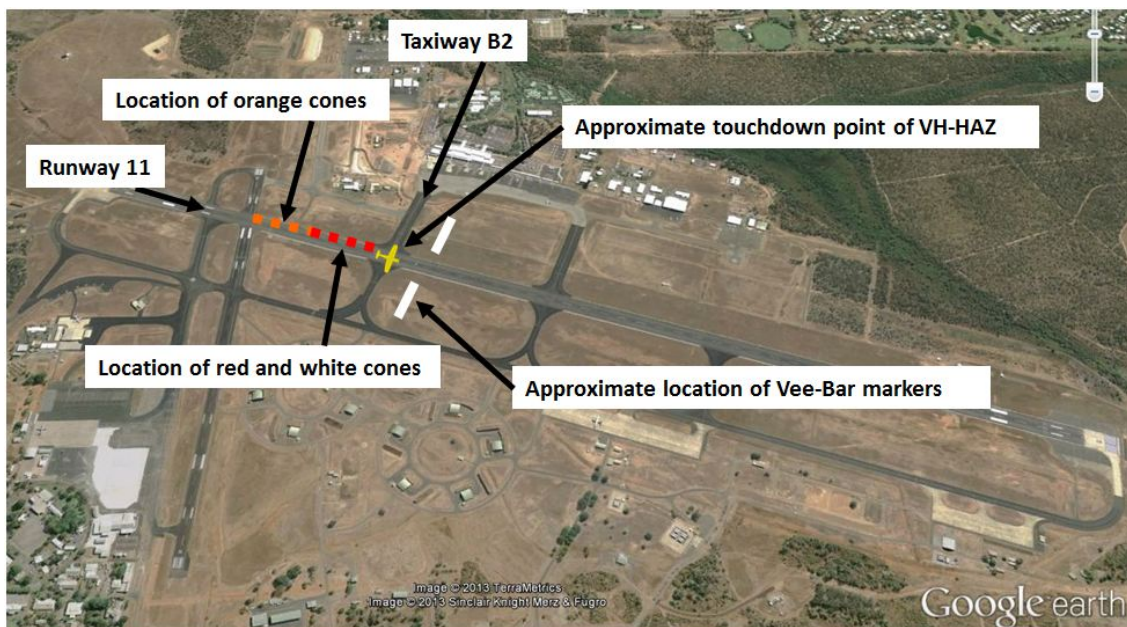 Taxiway B2
Location of orange cones
Approximate touchdown point of VH-HAZ
Runway 11
Location of red and white cones
Approximate location of Vee-Bar markers
Image © 2013 TerraMetrics
Image © 2013 Sinclair Knight Merz & Fugro
Google earth